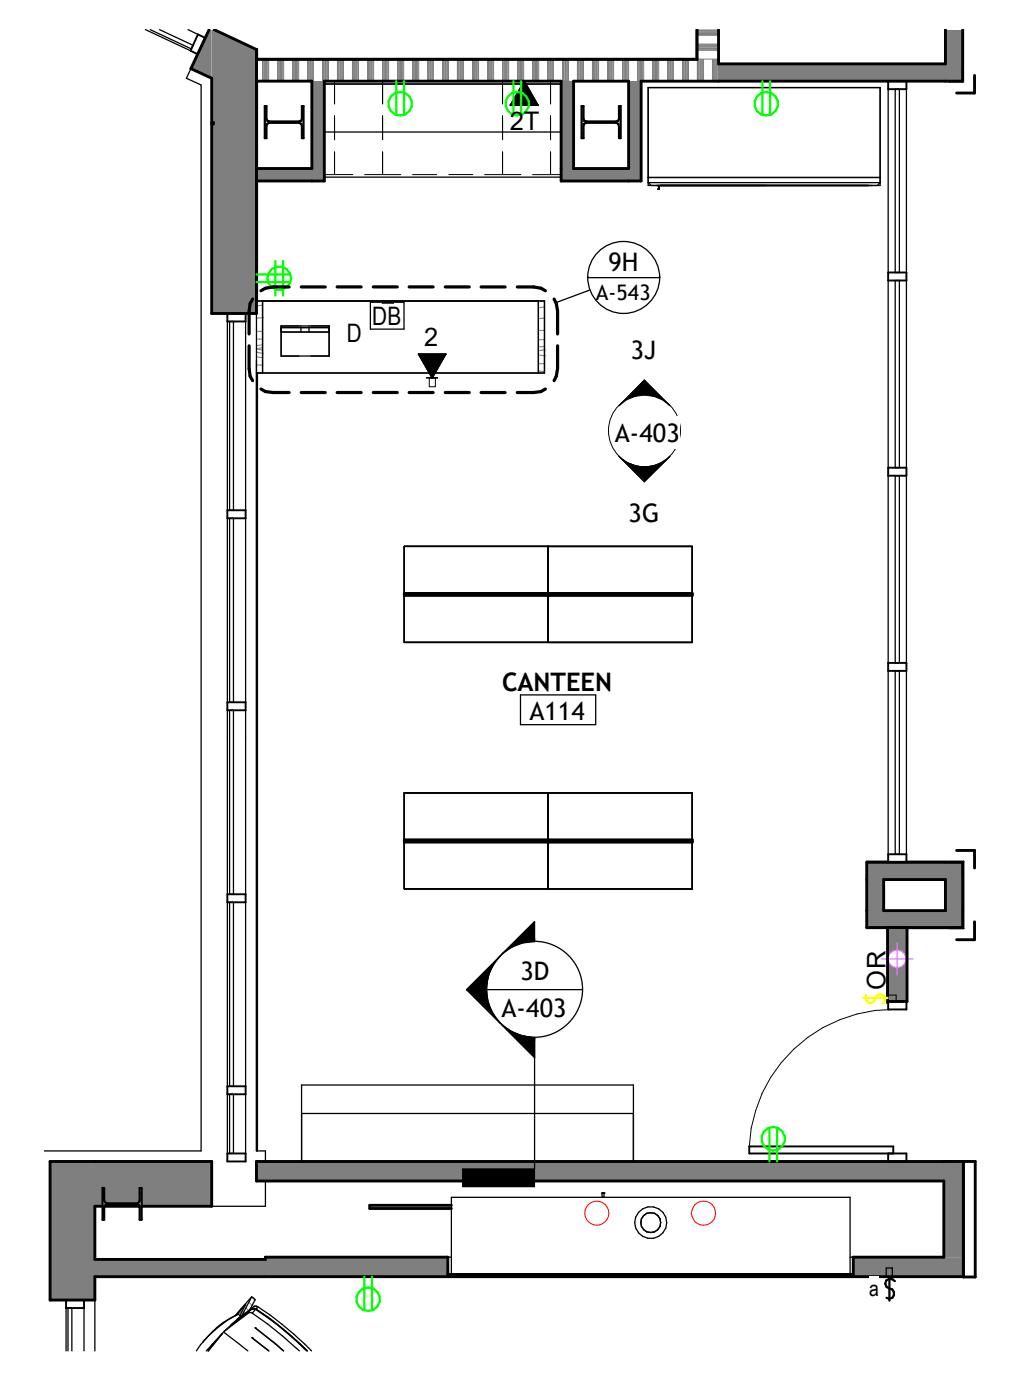 2T
9H
A-543
DB
D
2
3J
A-403
3G
CANTEEN
A114
3D
A-403
OR
$
a $